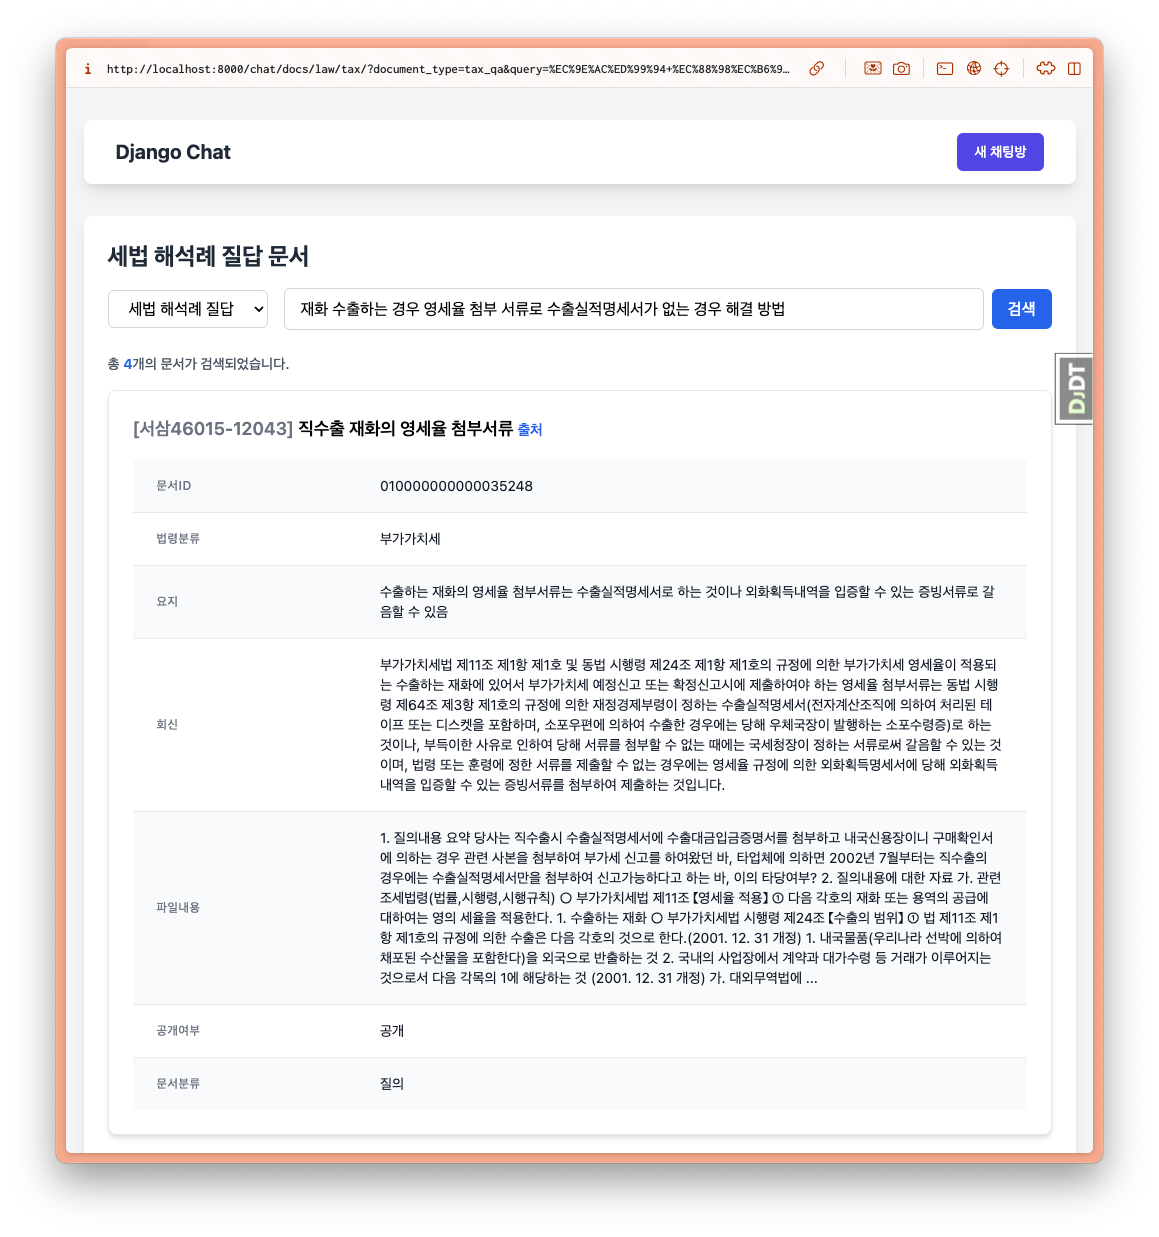 i http://localhost:8000/chat/docs/law/tax/?document_type=tax_qa&query=%EC%9E%AC%ED%99%94+%EC%88%98%EC%B6%9…
Django Chat
새 채팅방
세법 해석례 질답 문서
세법 해석례 질답
재화 수출하는 경우 영세율 첨부 서류로 수출실적명세서가 없는 경우 해결 방법
검색
총 4개의 문서가 검색되었습니다.
DJDT
[서삼46015-12043] 직수출 재화의 영세율 첨부서류 출처
문서ID
010000000000035248
법령분류
부가가치세
요지
수출하는 재화의 영세율 첨부서류는 수출실적명세서로 하는 것이나 외화획득내역을 입증할 수 있는 증빙서류로 갈
음할 수 있음
회신
부가가치세법 제11조 제1항 제1호 및 동법 시행령 제24조 제1항 제1호의 규정에 의한 부가가치세 영세율이 적용되
는 수출하는 재화에 있어서 부가가치세 예정신고 또는 확정신고시에 제출하여야 하는 영세율 첨부서류는 동법 시행
령 제64조 제3항 제1호의 규정에 의한 재정경제부령이 정하는 수출실적명세서(전자계산조직에 의하여 처리된 테
이프 또는 디스켓을 포함하며, 소포우편에 의하여 수출한 경우에는 당해 우체국장이 발행하는 소포수령증)로 하는
것이나, 부득이한 사유로 인하여 당해 서류를 첨부할 수 없는 때에는 국세청장이 정하는 서류로써 갈음할 수 있는 것
이며, 법령 또는 훈령에 정한 서류를 제출할 수 없는 경우에는 영세율 규정에 의한 외화획득명세서에 당해 외화획득
내역을 입증할 수 있는 증빙서류를 첨부하여 제출하는 것입니다.
파일내용
1. 질의내용 요약 당사는 직수출시 수출실적명세서에 수출대금입금증명서를 첨부하고 내국신용장이니 구매확인서
에 의하는 경우 관련 사본을 첨부하여 부가세 신고를 하여왔던 바, 타업체에 의하면 2002년 7월부터는 직수출의
경우에는 수출실적명세서만을 첨부하여 신고가능하다고 하는 바, 이의 타당여부? 2. 질의내용에 대한 자료 가. 관련
조세법령(법률,시행령,시행규칙) ○ 부가가치세법 제11조 【영세율 적용】 ① 다음 각호의 재화 또는 용역의 공급에
대하여는 영의 세율을 적용한다. 1. 수출하는 재화 ○ 부가가치세법 시행령 제24조 【수출의 범위】 ① 법 제11조 제1
항 제1호의 규정에 의한 수출은 다음 각호의 것으로 한다.(2001. 12. 31 개정) 1. 내국물품(우리나라 선박에 의하여
채포된 수산물을 포함한다)을 외국으로 반출하는 것 2. 국내의 사업장에서 계약과 대가수령 등 거래가 이루어지는
것으로서 다음 각목의 1에 해당하는 것 (2001. 12. 31 개정) 가. 대외무역법에 ...
공개여부
공개
문서분류
질의